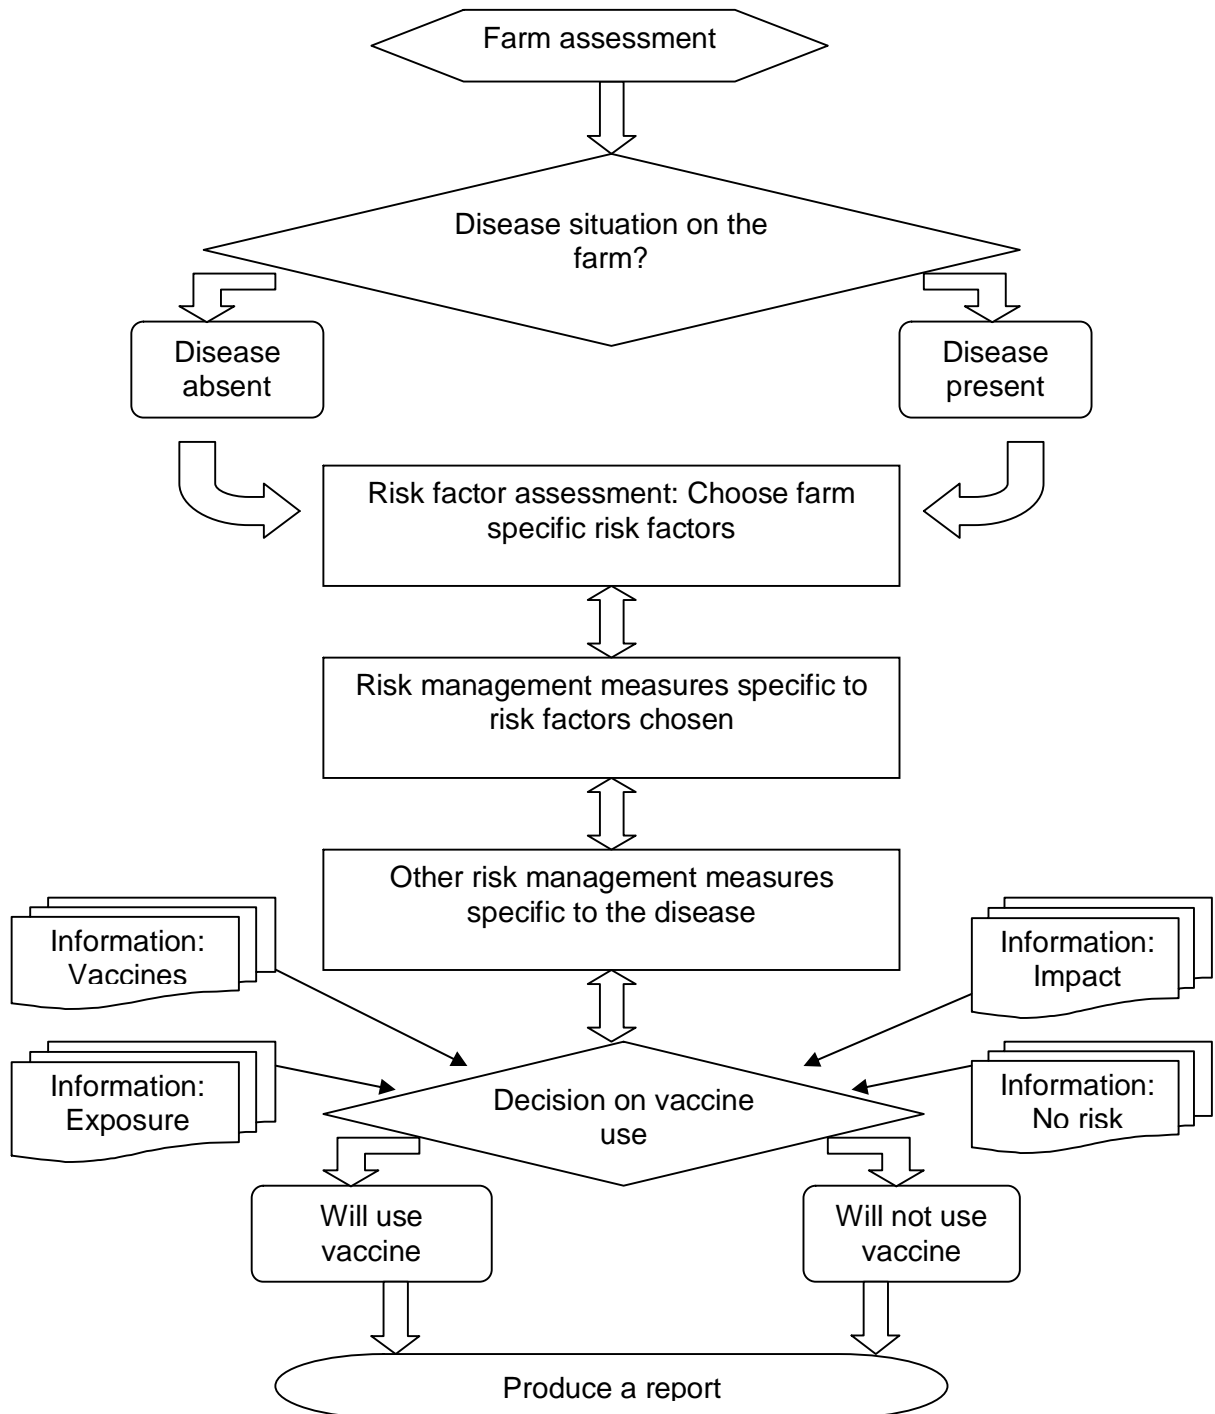 Farm assessment
Disease situation on the
farm?
Disease
absent
Disease
present
Risk factor assessment: Choose farm
specific risk factors
Risk management measures specific to
risk factors chosen
Other risk management measures
specific to the disease
Information:
Vaccines
Information:
Impact
Information:
Exposure
Decision on vaccine
use
Information:
No risk
Will use
vaccine
Will not use
vaccine
Produce a report